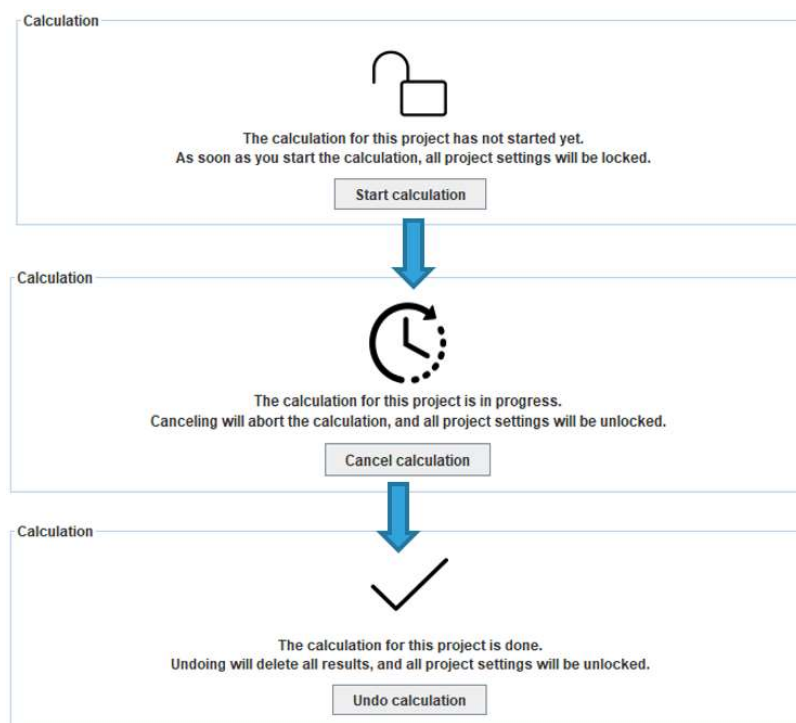 Calculation
The calculation for this project has not started yet.
As soon as you start the calculation, all project settings will be locked.
Start calculation
Calculation
The calculation for this project is in progress.
Canceling will abort the calculation, and all project settings will be unlocked.
Cancel calculation
Calculation
The calculation for this project is done.
Undoing will delete all results, and all project settings will be unlocked.
Undo calculation